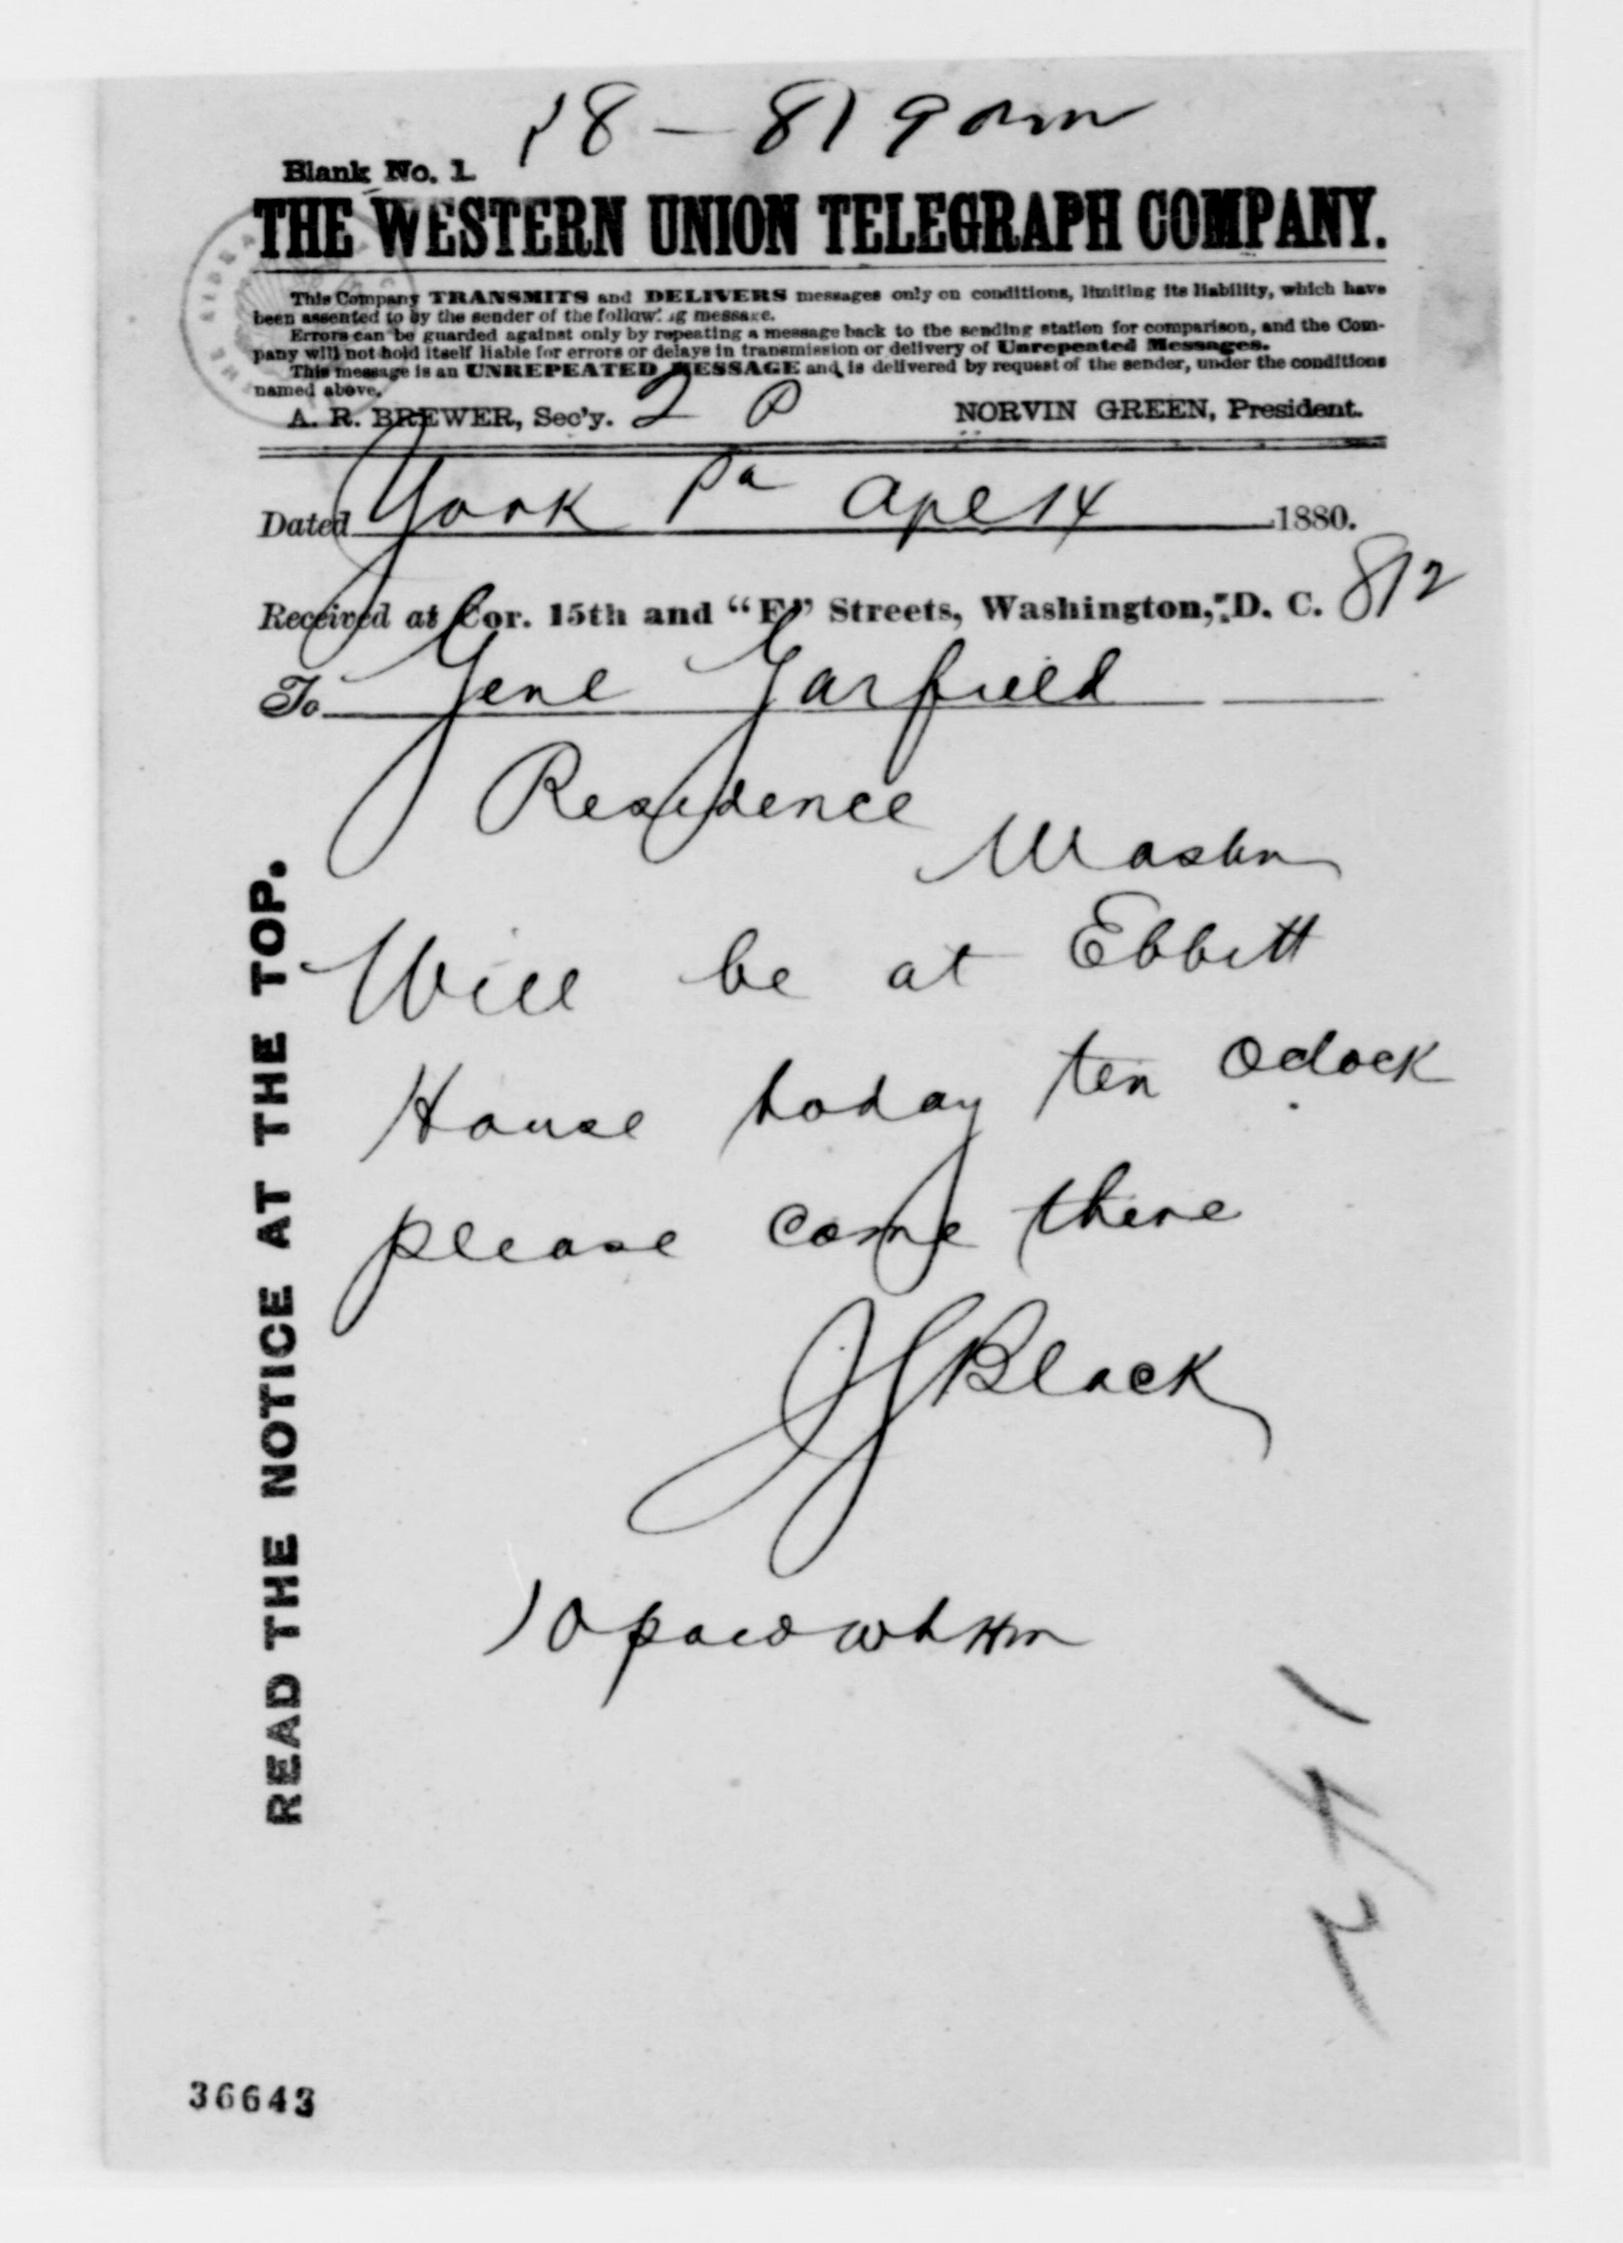 28 – 819 am
Blank No. 1.
THE WESTERN UNION TELEGRAPH COMPANY.
This Company TRANSMITS and DELIVERS messages only on conditions, limiting its liability, which have
been assented to by the sender of the following message.
Errors can be guarded against only by repeating a message back to the sending station for comparison, and the Com-
pany will not hold itself liable for errors or delays in transmission or delivery of Unrepeated Messages.
This message is an UNREPEATED MESSAGE and is delivered by request of the sender, under the conditions
named above.
A. R. BREWER, Sec'y. 2 P NORVIN GREEN, President.
Dated York Pa Apl 14 1880.
Received at Cor. 15th and "F" Streets, Washington, D. C. 812
To Genl Garfield
Residence
Washn
Will be at Ebbitt
House today ten Oclock
please come there
J S Black
10 paid
READ THE NOTICE AT THE TOP.
241
36643